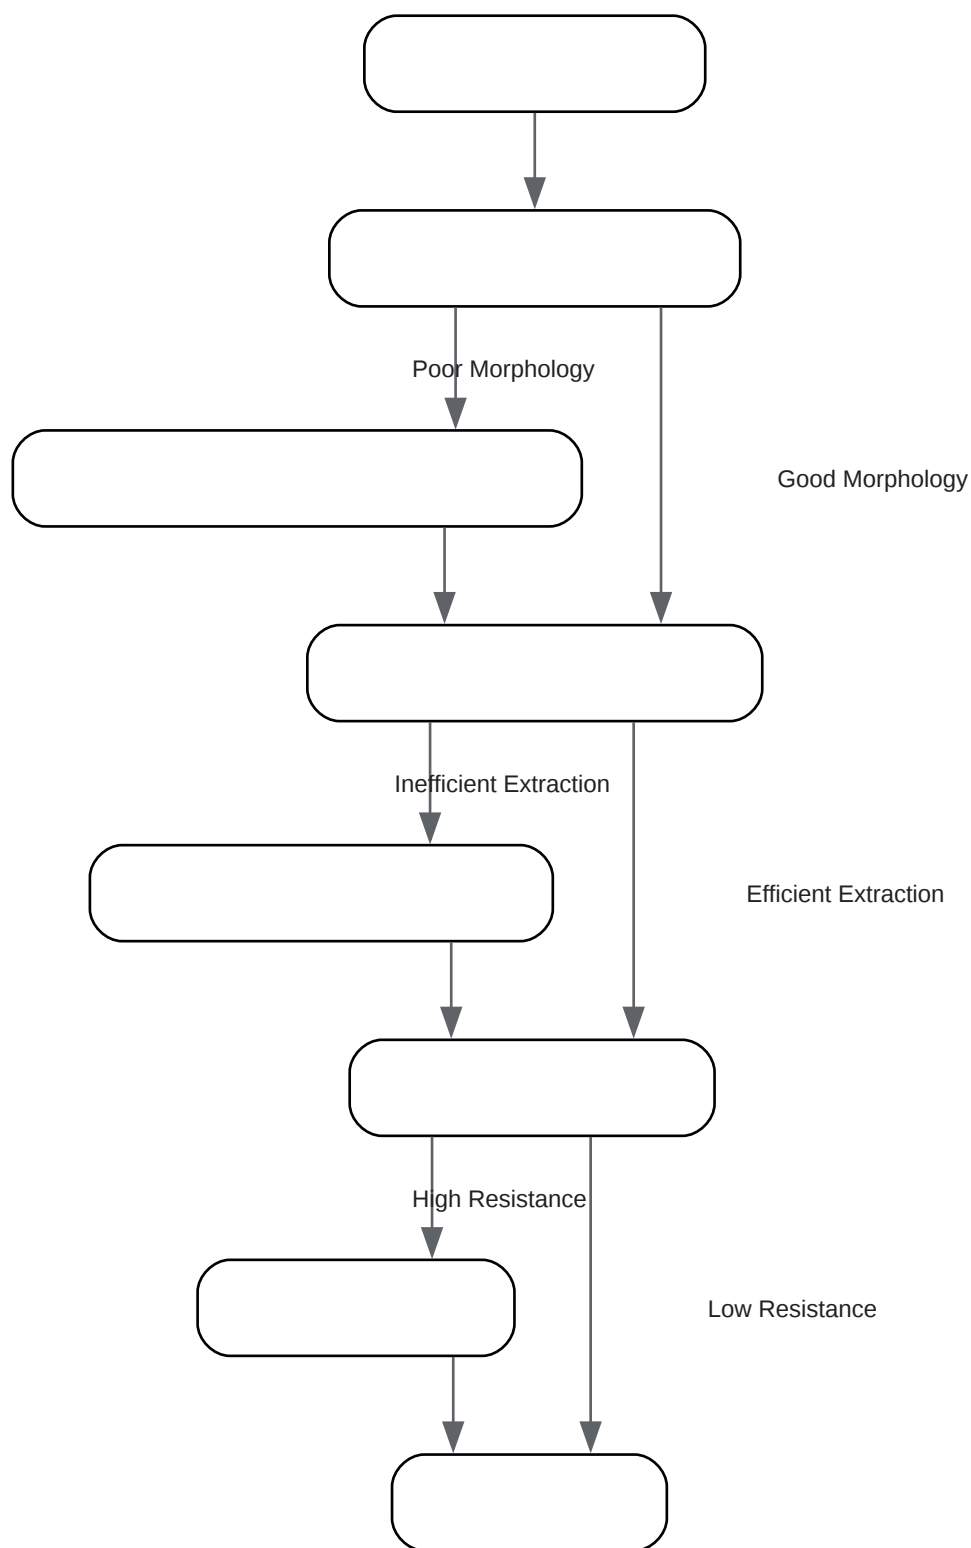 Poor Morphology
Good Morphology
Inefficient Extraction
Efficient Extraction
High Resistance
Low Resistance